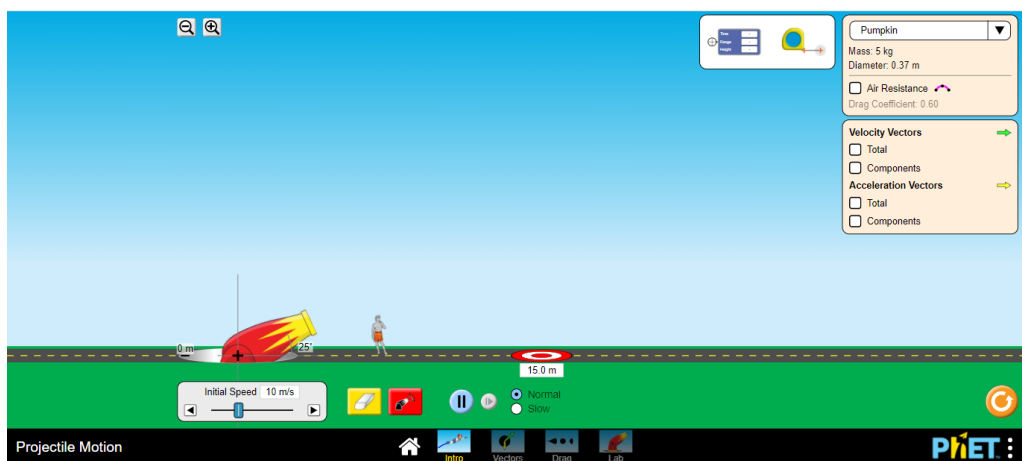 Time
Range
Height
Pumpkin
Mass: 5 kg
Diameter: 0.37 m
Air Resistance
Drag Coefficient: 0.60
Velocity Vectors
Total
Components
Acceleration Vectors
Total
Components
0 m
25°
15.0 m
Initial Speed 10 m/s
Normal
Slow
Projectile Motion
Intro
Vectors
Drag
Lab
PhET